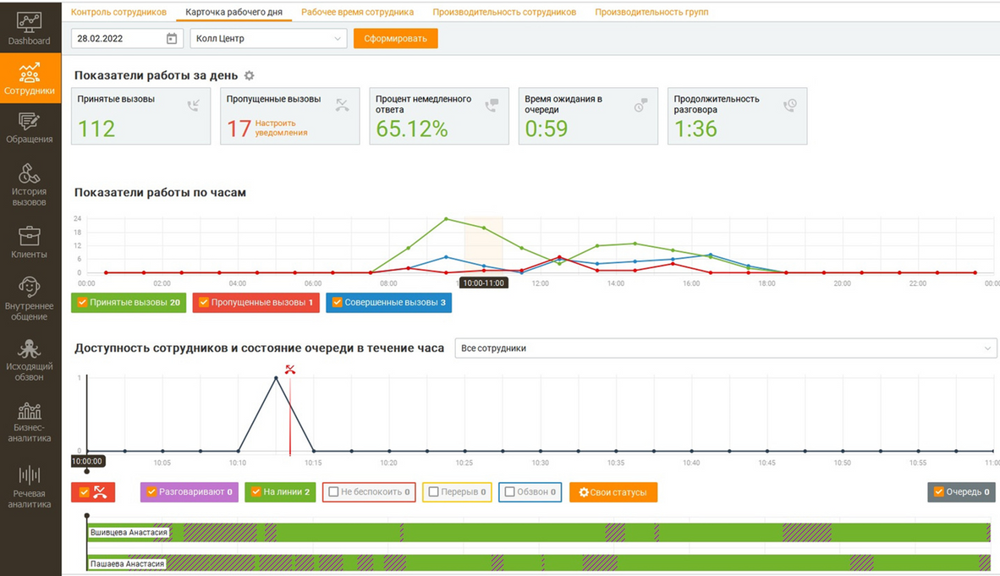 Контроль сотрудников
Карточка рабочего дня
Рабочее время сотрудника
Производительность сотрудников
Производительность групп
Dashboard
Сотрудники
Обращения
История
вызовов
Клиенты
Внутреннее
общение
Исходящий
обзвон
Бизнес-
аналитика
Речевая
аналитика
28.02.2022
Колл Центр
Сформировать
Показатели работы за день
Принятые вызовы
112
Пропущенные вызовы
17
Настроить
уведомления
Процент немедленного
ответа
65.12%
Время ожидания в
очереди
0:59
Продолжительность
разговора
1:36
Показатели работы по часам
24
18
12
6
0
00:00 02:00 04:00 06:00 08:00 10:00-11:00 12:00 14:00 16:00 18:00 20:00 22:00 00:00
Принятые вызовы 20
Пропущенные вызовы 1
Совершенные вызовы 3
Доступность сотрудников и состояние очереди в течение часа
Все сотрудники
1
0
10:00:00 10:05 10:10 10:15 10:20 10:25 10:30 10:35 10:40 10:45 10:50 10:55 11:00
Разговаривают 0
На линии 2
Не беспокоить 0
Перерыв 0
Обзвон 0
Свои статусы
Очередь 0
Вшивцева Анастасия
Пашаева Анастасия